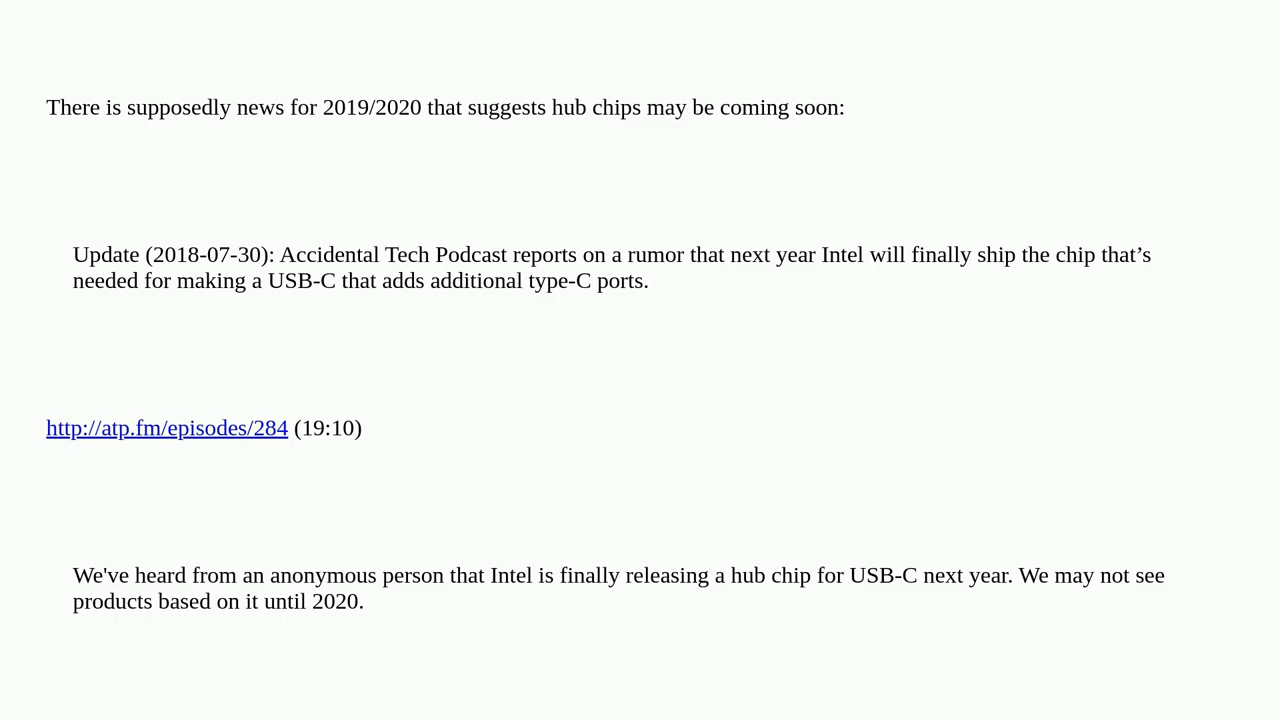 There is supposedly news for 2019/2020 that suggests hub chips may be coming soon:
Update (2018-07-30): Accidental Tech Podcast reports on a rumor that next year Intel will finally ship the chip that’s
needed for making a USB-C that adds additional type-C ports.
http://atp.fm/episodes/284 (19:10)
We've heard from an anonymous person that Intel is finally releasing a hub chip for USB-C next year. We may not see
products based on it until 2020.